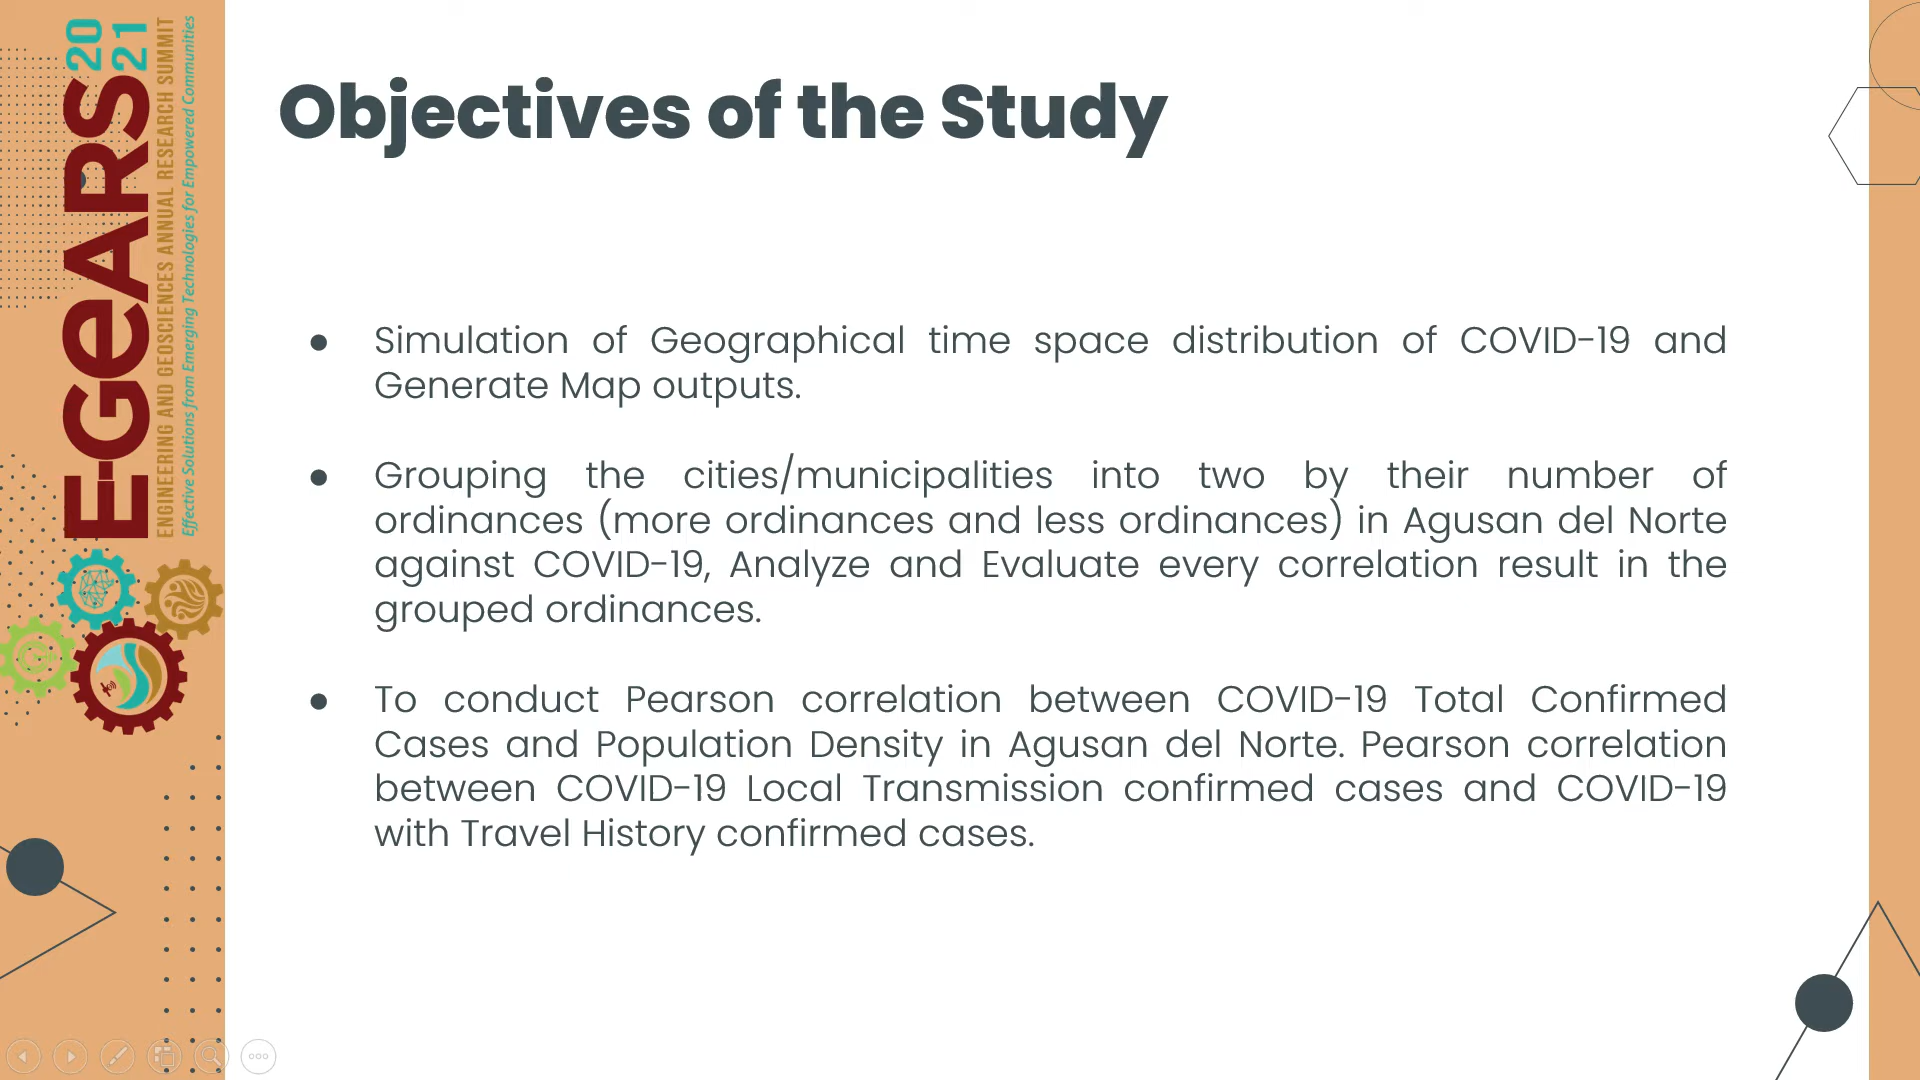 E-GeARS 20
21
ENGINEERING AND GEOSCIENCES ANNUAL RESEARCH SUMMIT
Effective Solutions from Emerging Technologies for Empowered Communities
Objectives of the Study
● Simulation of Geographical time space distribution of COVID-19 and
Generate Map outputs.
● Grouping the cities/municipalities into two by their number of
ordinances (more ordinances and less ordinances) in Agusan del Norte
against COVID-19, Analyze and Evaluate every correlation result in the
grouped ordinances.
● To conduct Pearson correlation between COVID-19 Total Confirmed
Cases and Population Density in Agusan del Norte. Pearson correlation
between COVID-19 Local Transmission confirmed cases and COVID-19
with Travel History confirmed cases.